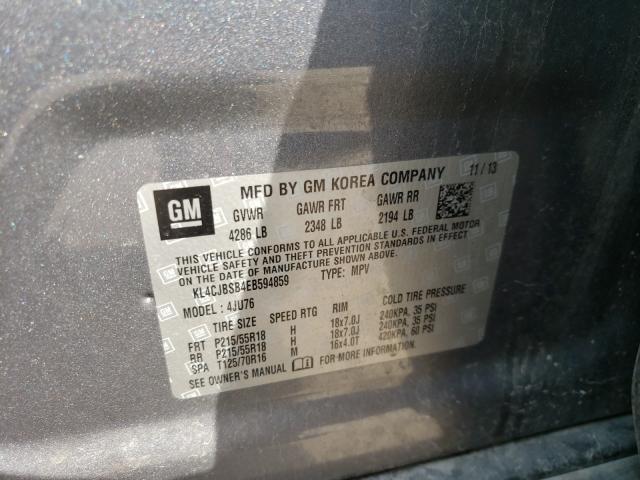 GM
MFD BY GM KOREA COMPANY 11 / 13
GVWR GAWR FRT GAWR RR
4286 LB 2348 LB 2194 LB
THIS VEHICLE CONFORMS TO ALL APPLICABLE U.S. FEDERAL MOTOR
VEHICLE SAFETY AND THEFT PREVENTION STANDARDS IN EFFECT
ON THE DATE OF MANUFACTURE SHOWN ABOVE.
KL4CJBSB4EB594859 TYPE: MPV
MODEL: 4JU76
TIRE SIZE SPEED RTG RIM COLD TIRE PRESSURE
FRT P215/55R18 H 18x7.0J 240KPA, 35 PSI
RR P215/55R18 H 18x7.0J 240KPA, 35 PSI
SPA T125/70R16 M 16x4.0T 420KPA, 60 PSI
SEE OWNER'S MANUAL FOR MORE INFORMATION.